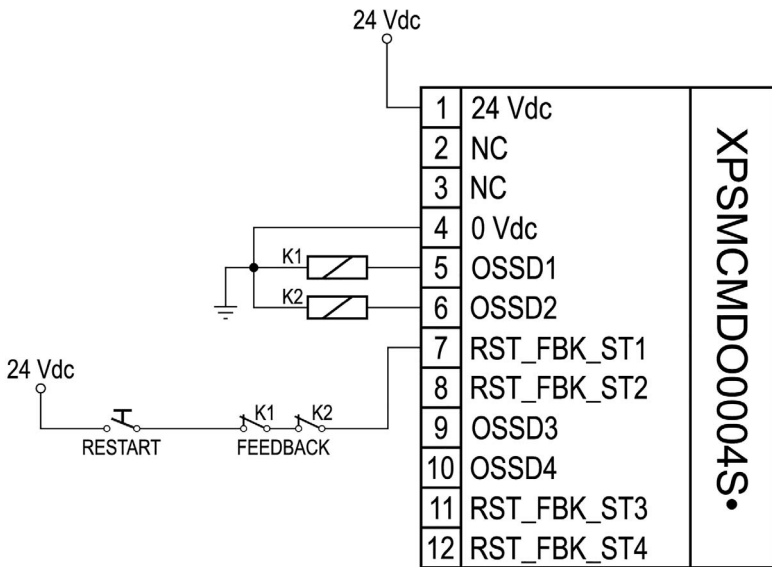 24 Vdc
1 24 Vdc
2 NC
3 NC
4 0 Vdc
K1
5 OSSD1
K2
6 OSSD2
7 RST_FBK_ST1
24 Vdc
8 RST_FBK_ST2
K1 K2
9 OSSD3
RESTART FEEDBACK
10 OSSD4
11 RST_FBK_ST3
12 RST_FBK_ST4
XPSMCMDO0004S•